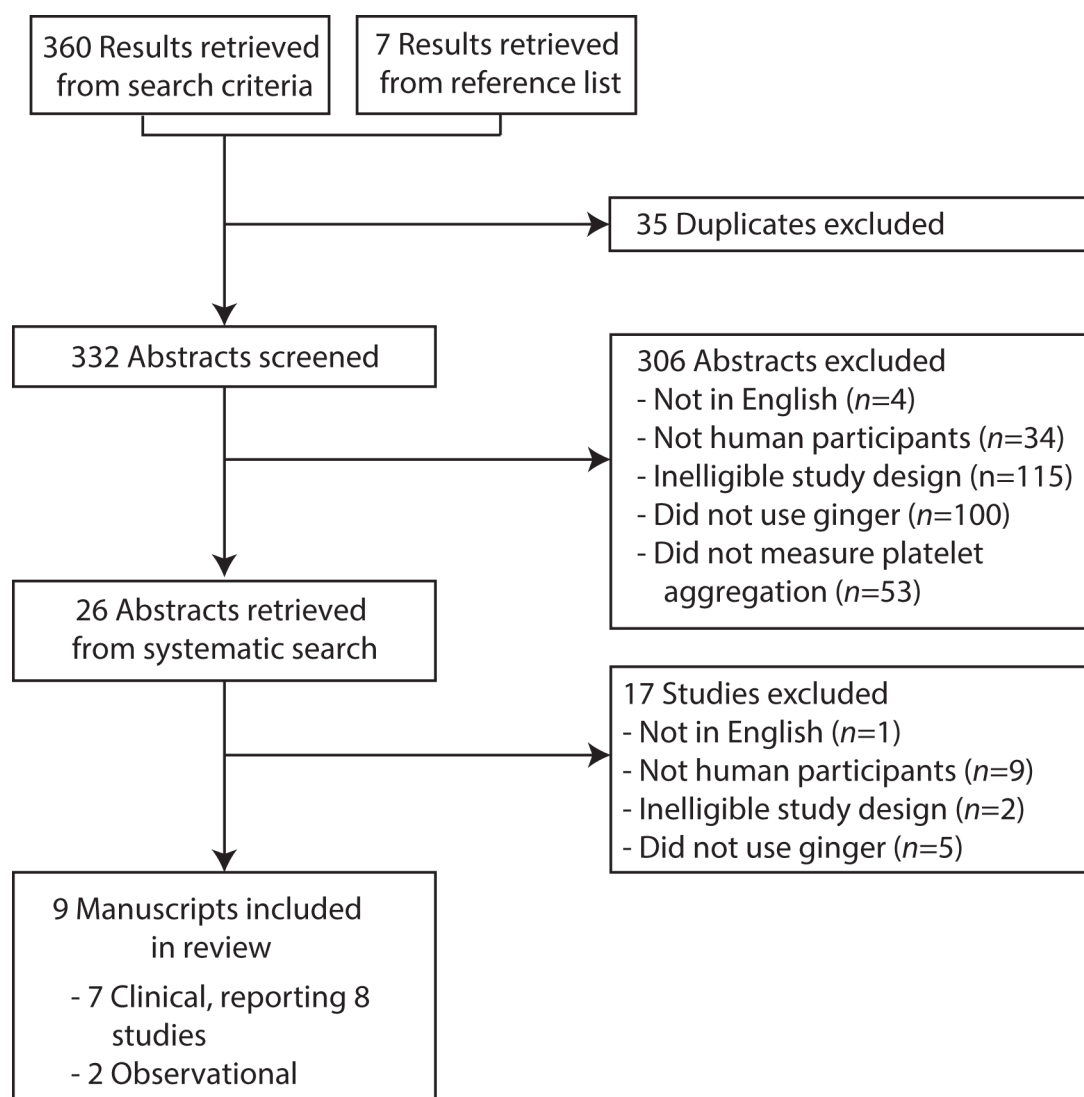 360 Results retrieved
from search criteria
7 Results retrieved
from reference list
35 Duplicates excluded
332 Abstracts screened
306 Abstracts excluded
- Not in English (n=4)
- Not human participants (n=34)
- Inelligible study design (n=115)
- Did not use ginger (n=100)
- Did not measure platelet
aggregation (n=53)
26 Abstracts retrieved
from systematic search
17 Studies excluded
- Not in English (n=1)
- Not human participants (n=9)
- Inelligible study design (n=2)
- Did not use ginger (n=5)
9 Manuscripts included
in review
- 7 Clinical, reporting 8
studies
- 2 Observational